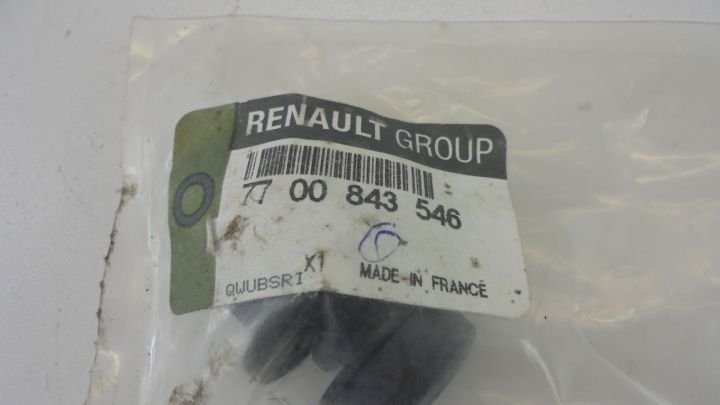 RENAULT GROUP
77 00 843 546
X1
QWUBSRI
MADE IN FRANCE